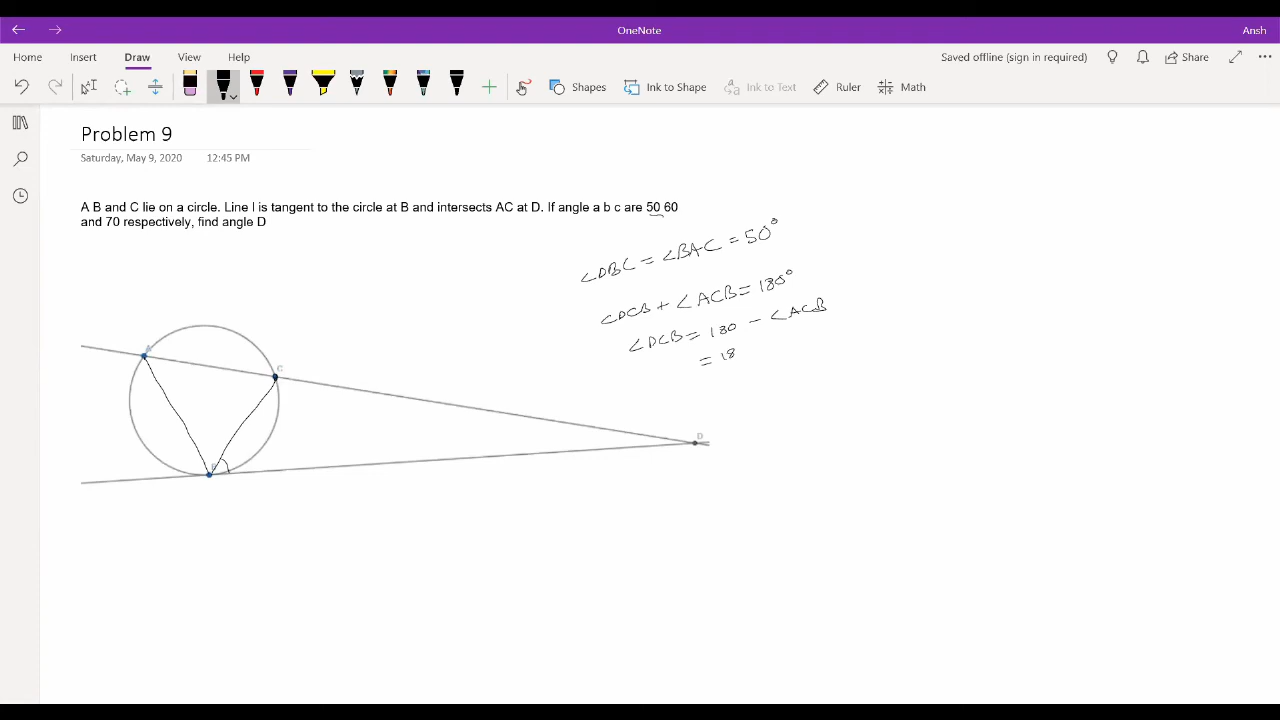 OneNote
Ansh
Home Insert Draw View Help
Saved offline (sign in required) Share
Shapes Ink to Shape Ink to Text Ruler Math
Problem 9
Saturday, May 9, 2020 12:45 PM
A B and C lie on a circle. Line l is tangent to the circle at B and intersects AC at D. If angle a b c are 50 60
and 70 respectively, find angle D
∠DBC = ∠BAC = 50°
∠DCB + ∠ACB = 180°
∠DCB = 180 - ∠ACB
= 18
A
C
D
B